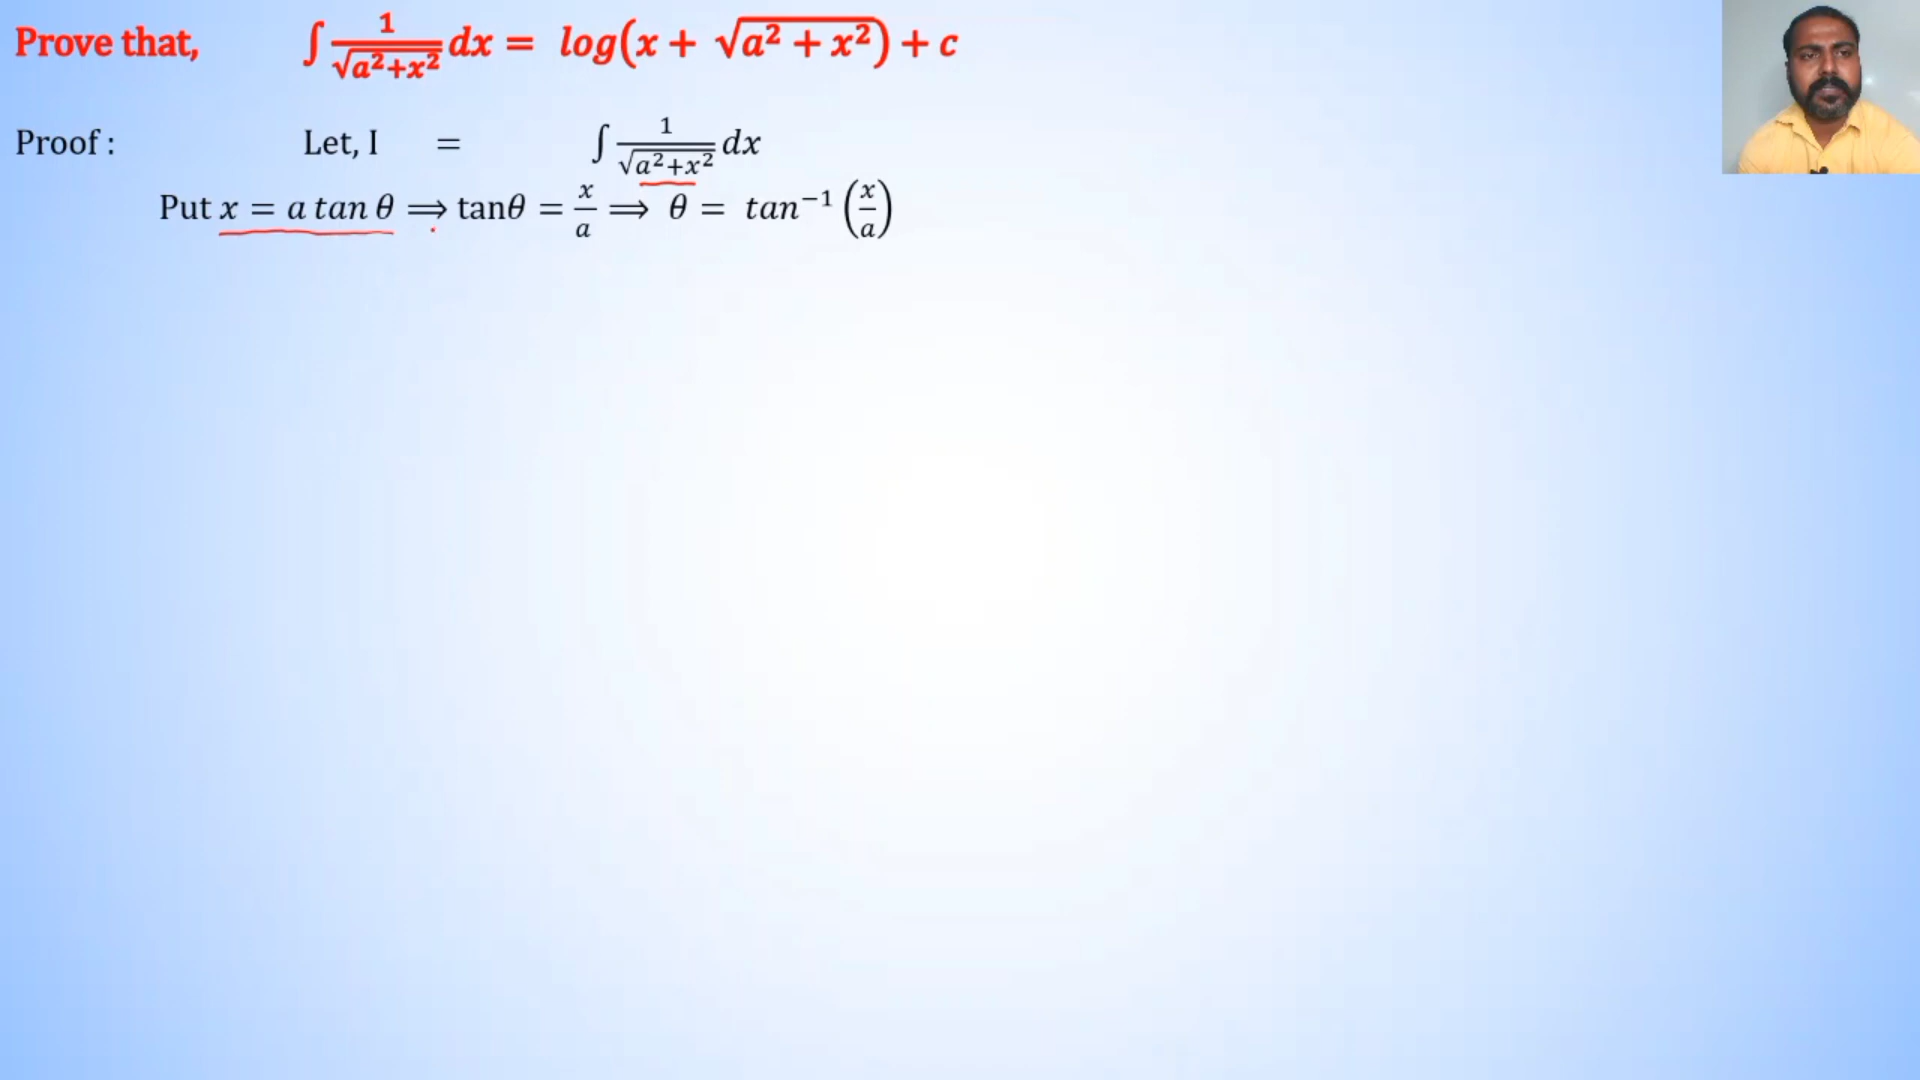 Prove that, ∫ 1/√(a²+x²) dx = log(x + √(a² + x²)) + c
Proof : Let, I = ∫ 1/√(a²+x²) dx
Put x = a tan θ ⟹ tanθ = x/a ⟹ θ = tan⁻¹(x/a)